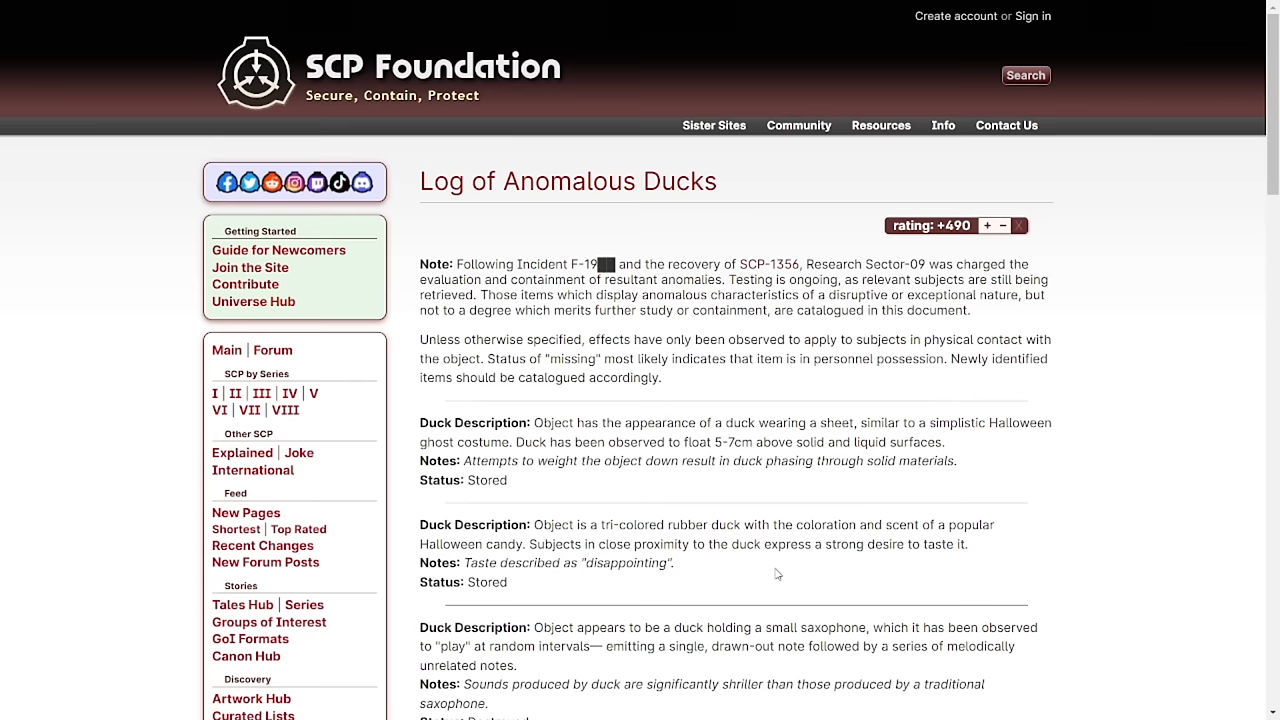 Create account or Sign in
SCP Foundation
Secure, Contain, Protect
Search
Sister Sites Community Resources Info Contact Us
Getting Started
Guide for Newcomers
Join the Site
Contribute
Universe Hub
Main | Forum
SCP by Series
I | II | III | IV | V
VI | VII | VIII
Other SCP
Explained | Joke
International
Feed
New Pages
Shortest | Top Rated
Recent Changes
New Forum Posts
Stories
Tales Hub | Series
Groups of Interest
GoI Formats
Canon Hub
Discovery
Artwork Hub
Curated Lists
Log of Anomalous Ducks
rating: +490 + – X
Note: Following Incident F-19██ and the recovery of SCP-1356, Research Sector-09 was charged the
evaluation and containment of resultant anomalies. Testing is ongoing, as relevant subjects are still being
retrieved. Those items which display anomalous characteristics of a disruptive or exceptional nature, but
not to a degree which merits further study or containment, are catalogued in this document.
Unless otherwise specified, effects have only been observed to apply to subjects in physical contact with
the object. Status of "missing" most likely indicates that item is in personnel possession. Newly identified
items should be catalogued accordingly.
Duck Description: Object has the appearance of a duck wearing a sheet, similar to a simplistic Halloween
ghost costume. Duck has been observed to float 5-7cm above solid and liquid surfaces.
Notes: Attempts to weight the object down result in duck phasing through solid materials.
Status: Stored
Duck Description: Object is a tri-colored rubber duck with the coloration and scent of a popular
Halloween candy. Subjects in close proximity to the duck express a strong desire to taste it.
Notes: Taste described as "disappointing".
Status: Stored
Duck Description: Object appears to be a duck holding a small saxophone, which it has been observed
to "play" at random intervals— emitting a single, drawn-out note followed by a series of melodically
unrelated notes.
Notes: Sounds produced by duck are significantly shriller than those produced by a traditional
saxophone.
Status: Destroyed